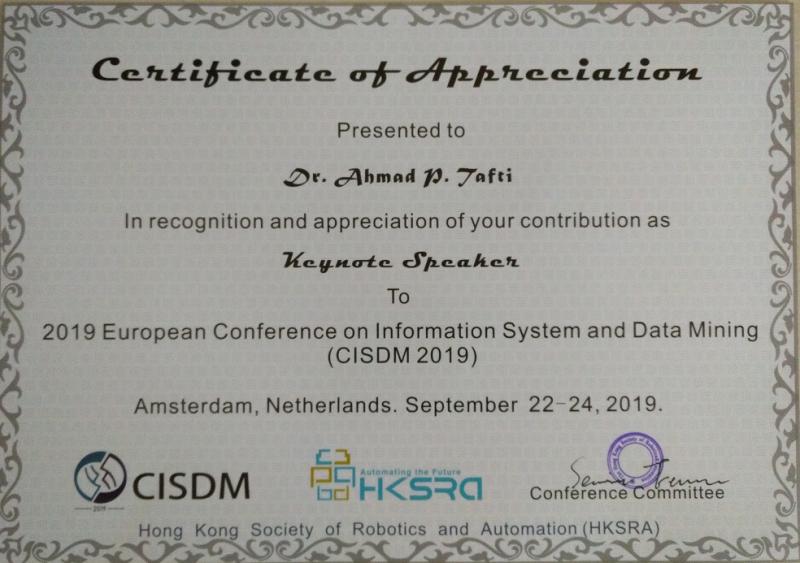 Certificate of Appreciation
Presented to
Dr. Ahmad P. Tafti
In recognition and appreciation of your contribution as
Keynote Speaker
To
2019 European Conference on Information System and Data Mining
(CISDM 2019)
Amsterdam, Netherlands. September 22-24, 2019.
CISDM
2019
Automating the Future
HKSRA
Conference Committee
Hong Kong Society of Robotics and Automation (HKSRA)